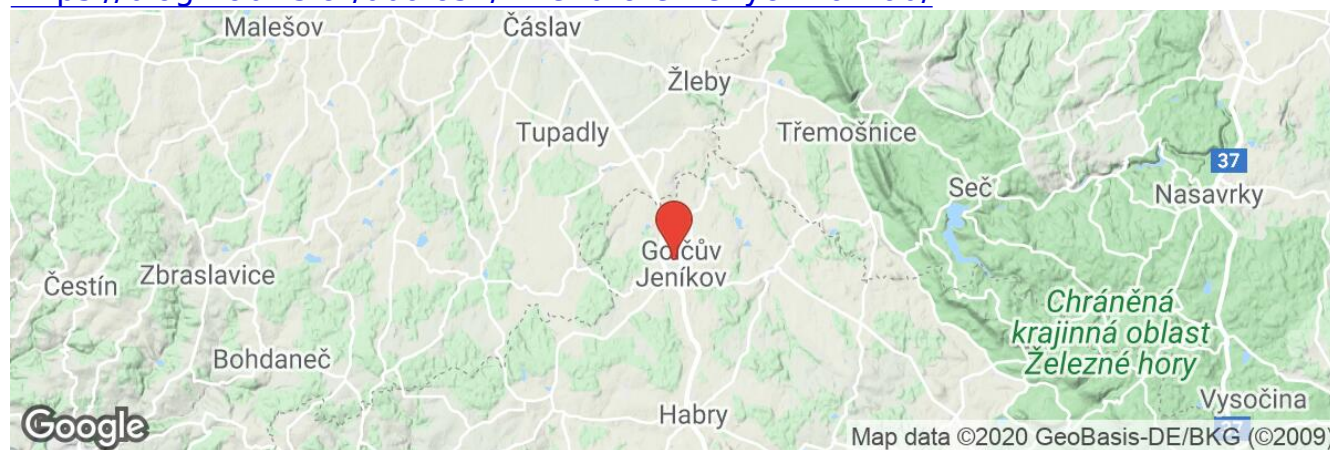 Malešov
Čáslav
Žleby
Tupadly
Třemošnice
37
Seč
Nasavrky
Golčův
Jeníkov
Čestín
Zbraslavice
Chráněná
krajinná oblast
Železné hory
Bohdaneč
Vysočina
Habry
37
Google
Map data ©2020 GeoBasis-DE/BKG (©2009)